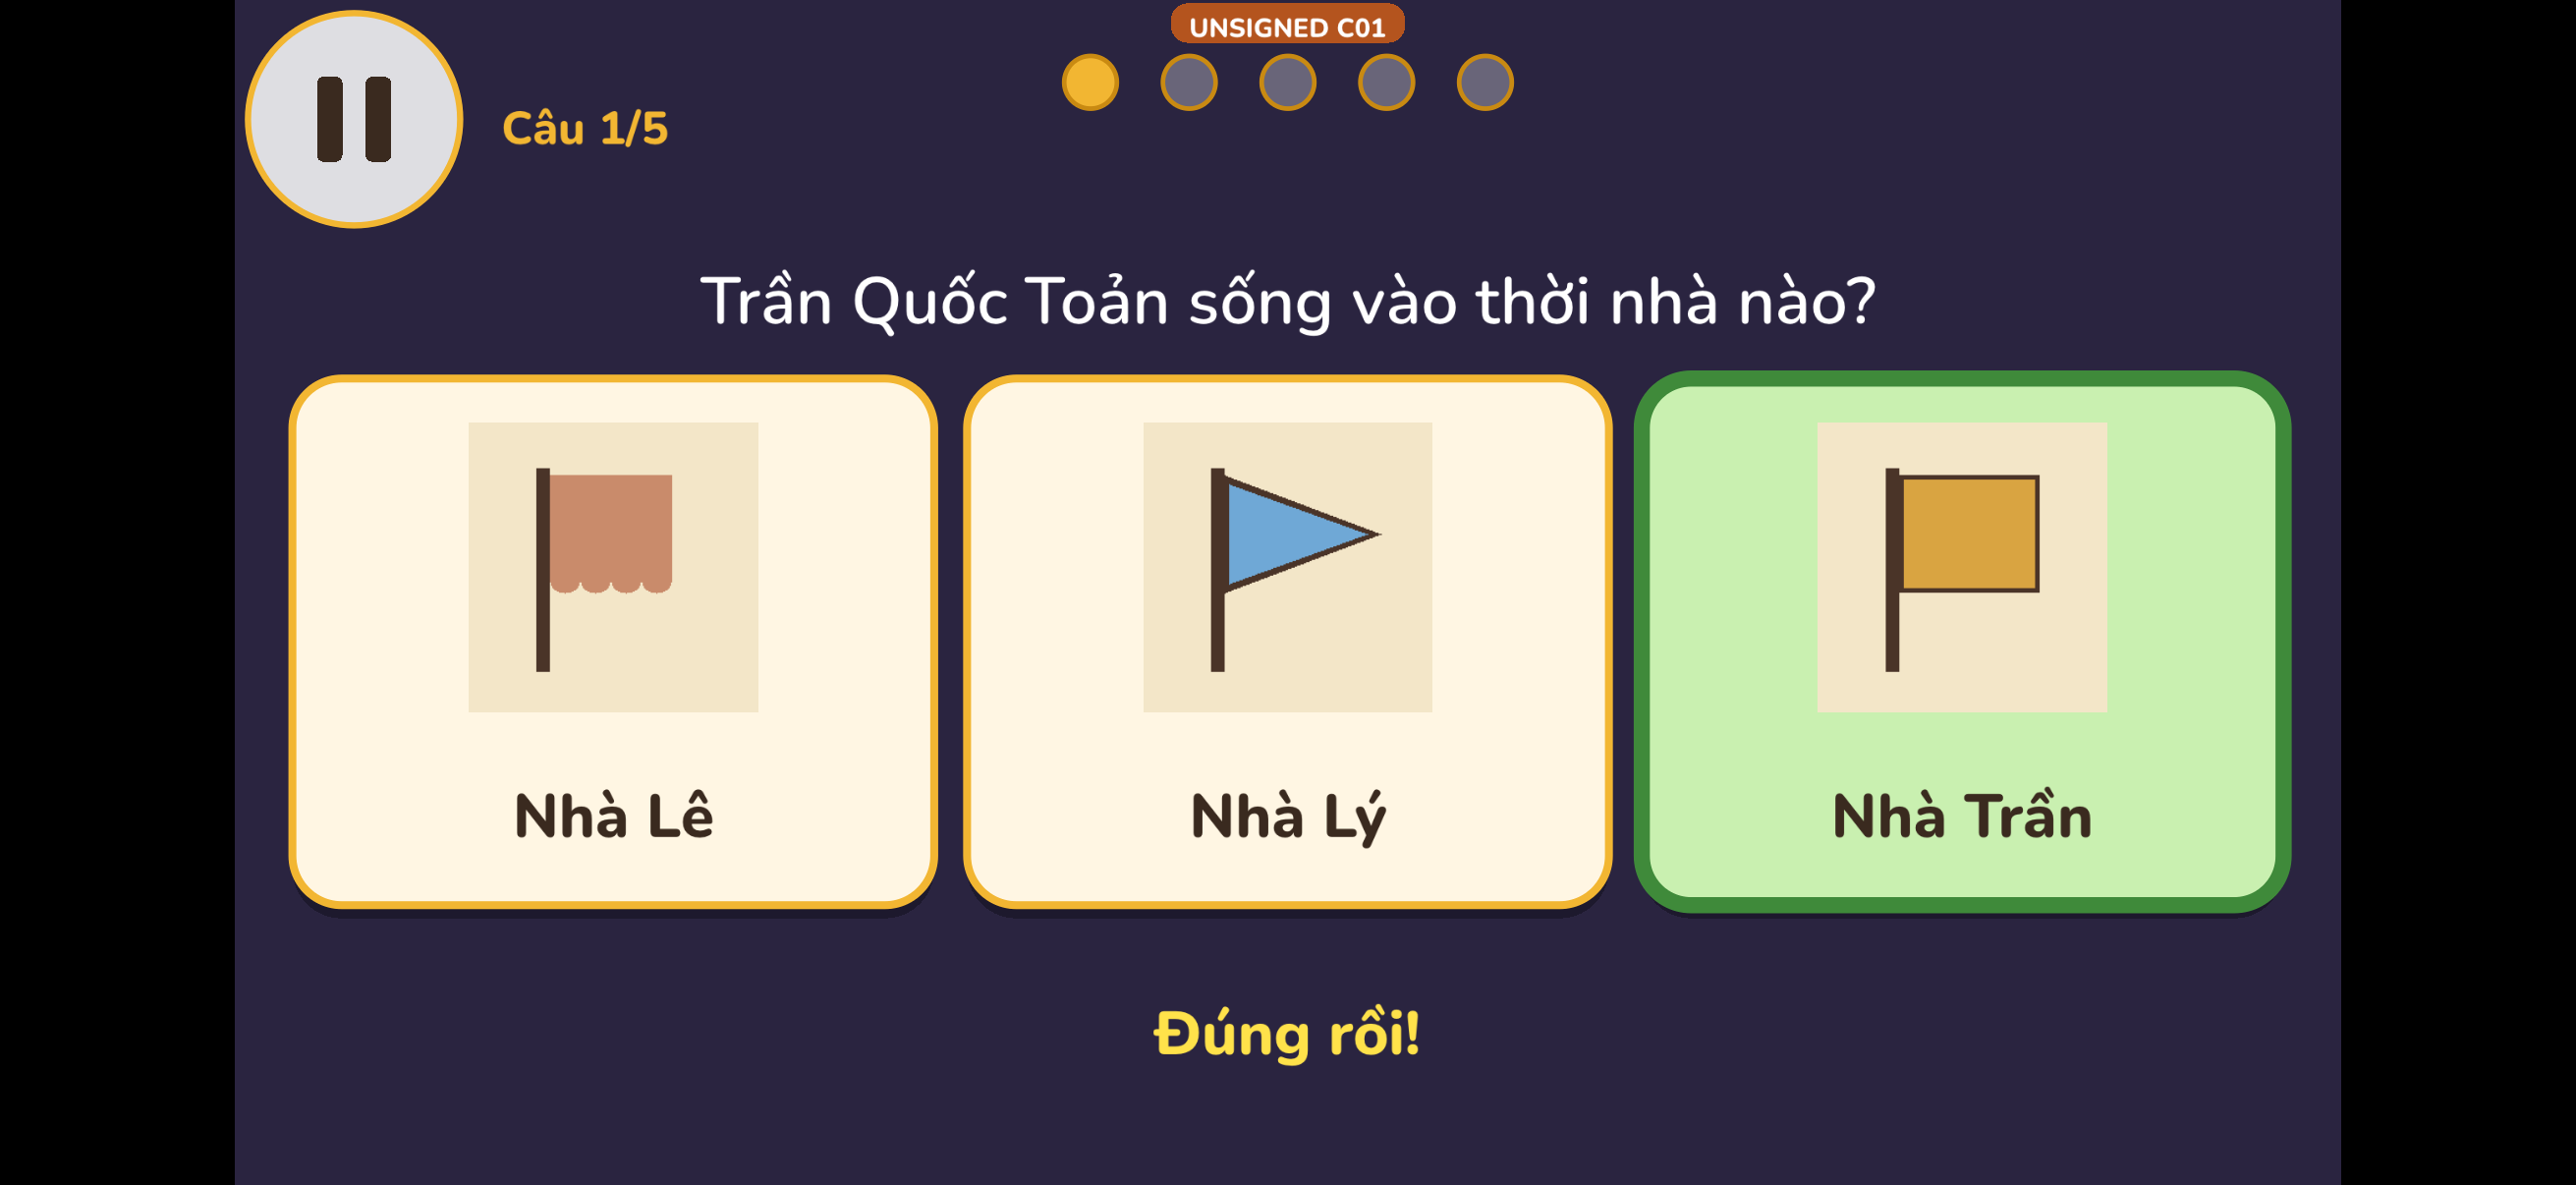 UNSIGNED C01
Câu 1/5
Trần Quốc Toản sống vào thời nhà nào?
Nhà Lê
Nhà Lý
Nhà Trần
Đúng rồi!